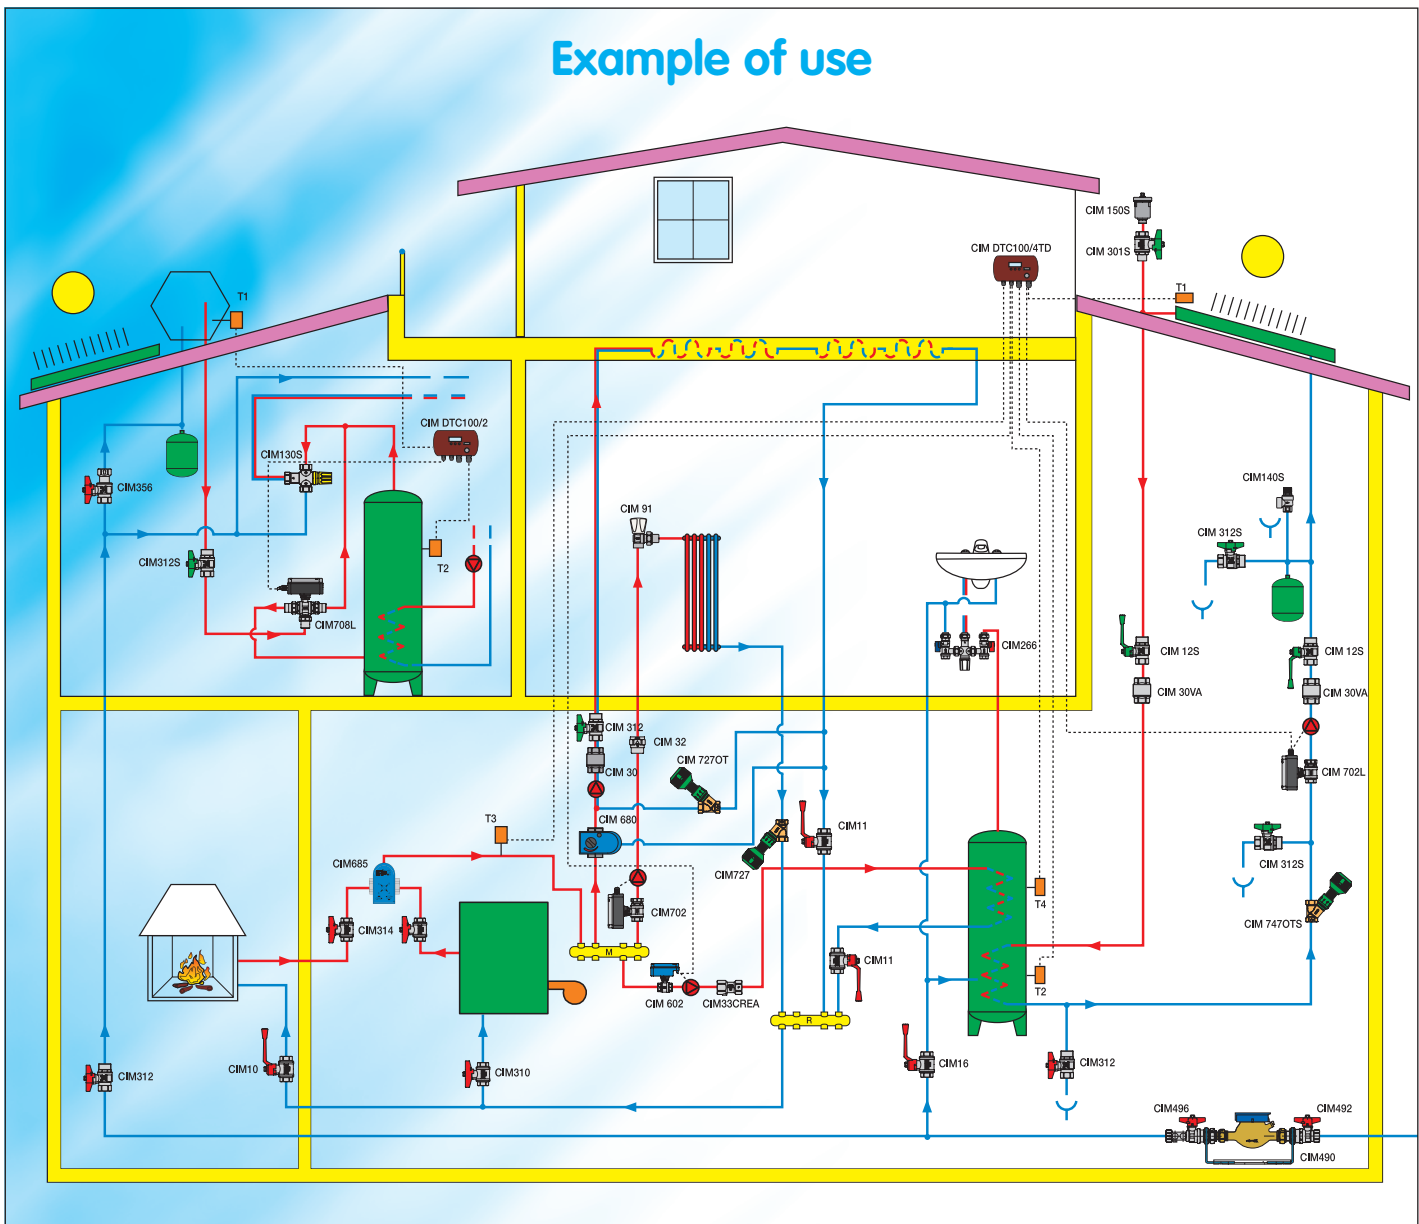 Example of use
CIM 150S
CIM 301S
CIM DTC100/4TD
T1
T1
CIM DTC100/2
CIM130S
CIM356
CIM312S
T2
CIM708L
CIM 91
CIM140S
CIM 312S
CIM266
CIM 12S
CIM 12S
CIM 30VA
CIM 30VA
CIM 312
CIM 32
CIM 30
CIM 727OT
CIM 702L
T3
CIM 680
CIM11
CIM685
CIM727
CIM 312S
T4
CIM702
CIM314
CIM 747OTS
M
CIM11
CIM 602
CIM33CREA
T2
R
CIM312
CIM10
CIM310
CIM16
CIM312
CIM496
CIM492
CIM490